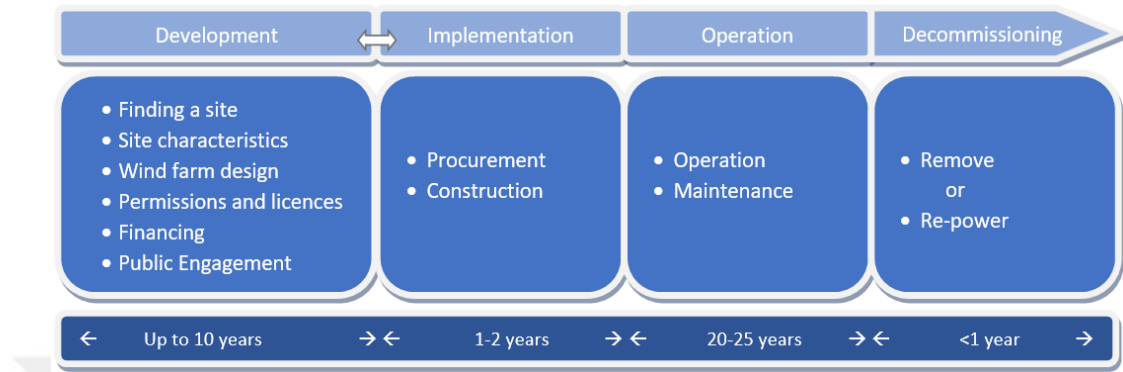 Development
Implementation
Operation
Decommissioning
• Finding a site
• Site characteristics
• Wind farm design
• Permissions and licences
• Financing
• Public Engagement
• Procurement
• Construction
• Operation
• Maintenance
• Remove
or
• Re-power
← Up to 10 years →
← 1-2 years →
← 20-25 years →
← <1 year →